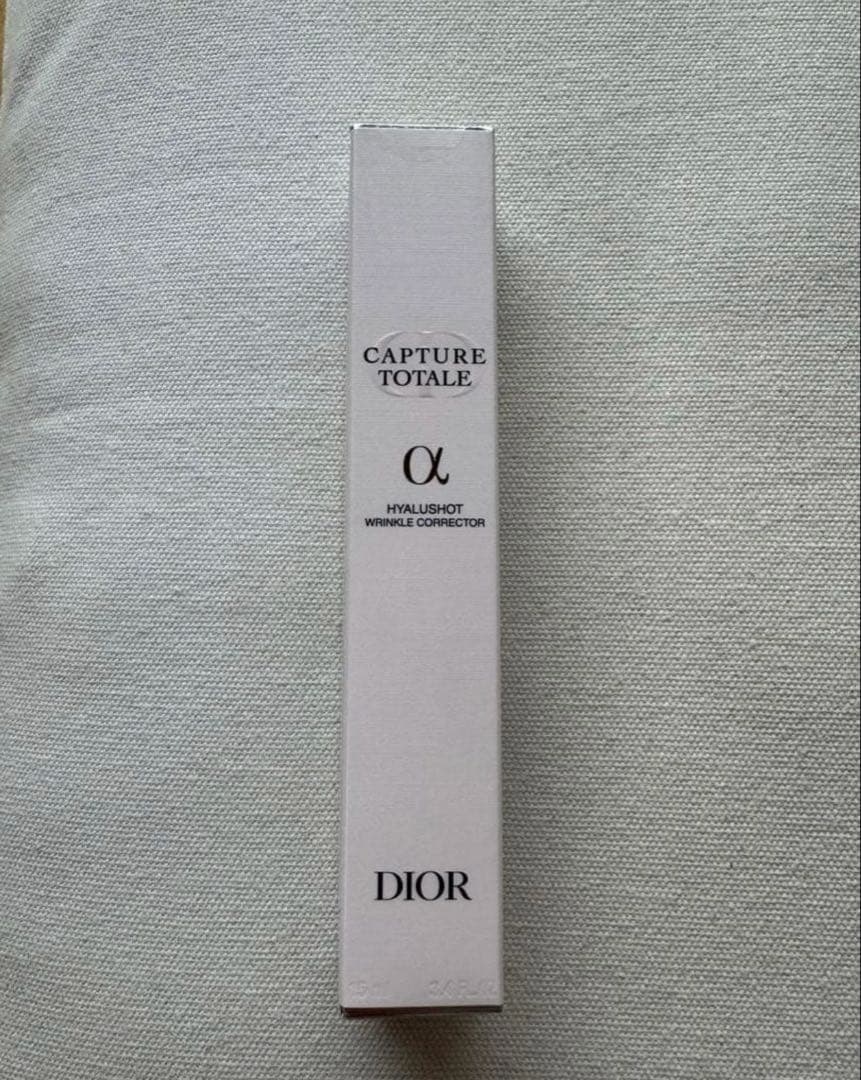 CAPTURE
TOTALE
α
HYALUSHOT
WRINKLE CORRECTOR
DIOR